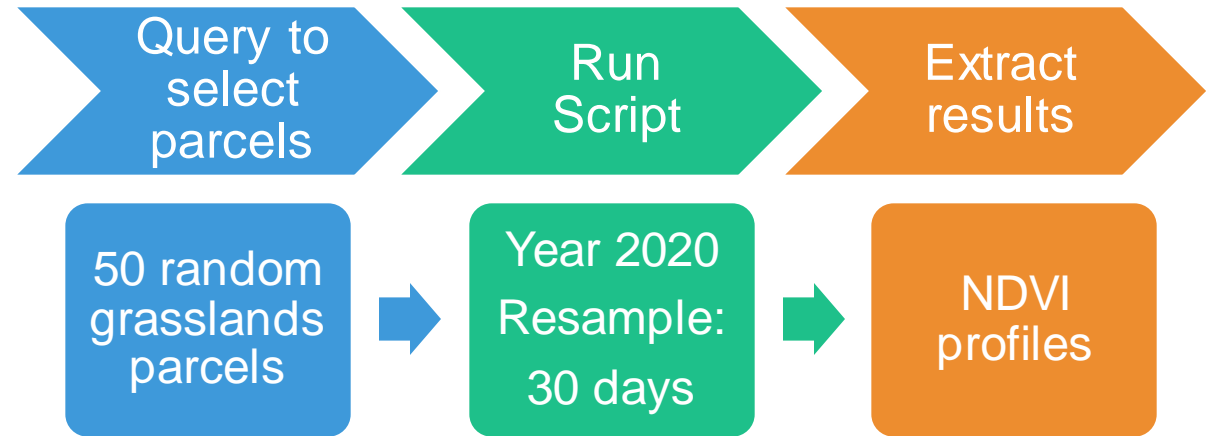 Query to
select
parcels
Run
Script
Extract
results
50 random
grasslands
parcels
Year 2020
Resample:
30 days
NDVI
profiles